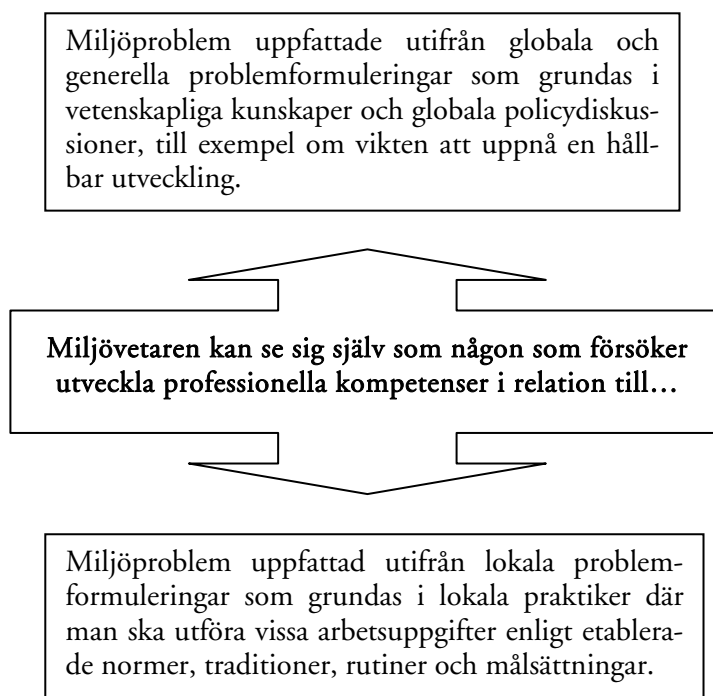 Miljöproblem uppfattade utifrån globala och
generella problemformuleringar som grundas i
vetenskapliga kunskaper och globala policydiskus-
sioner, till exempel om vikten att uppnå en håll-
bar utveckling.
Miljövetaren kan se sig själv som någon som försöker
utveckla professionella kompetenser i relation till…
Miljöproblem uppfattad utifrån lokala problem-
formuleringar som grundas i lokala praktiker där
man ska utföra vissa arbetsuppgifter enligt etablera-
de normer, traditioner, rutiner och målsättningar.